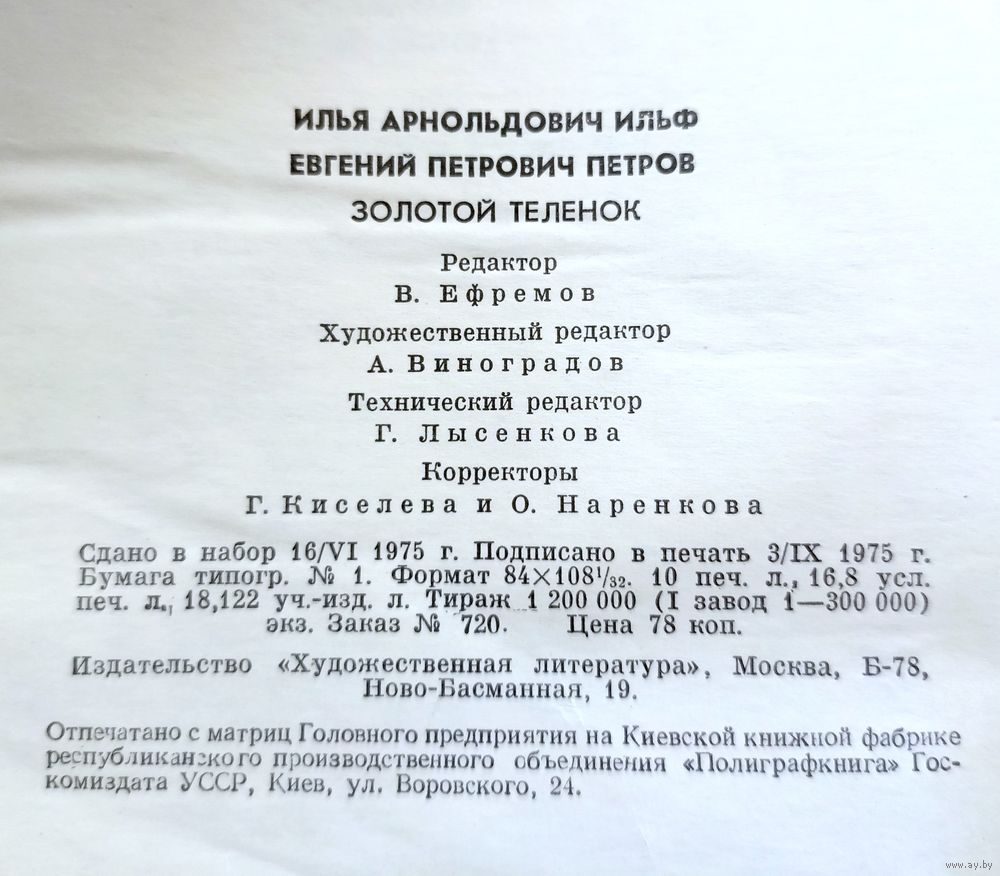 ИЛЬЯ АРНОЛЬДОВИЧ ИЛЬФ
ЕВГЕНИЙ ПЕТРОВИЧ ПЕТРОВ
ЗОЛОТОЙ ТЕЛЕНОК
Редактор
В. Ефремов
Художественный редактор
А. Виноградов
Технический редактор
Г. Лысенкова
Корректоры
Г. Киселева и О. Наренкова
Сдано в набор 16/VI 1975 г. Подписано в печать 3/IX 1975 г.
Бумага типогр. № 1. Формат 84×108¹/₃₂. 10 печ. л., 16,8 усл.
печ. л., 18,122 уч.-изд. л. Тираж 1 200 000 (I завод 1—300 000)
экз. Заказ № 720. Цена 78 коп.
Издательство «Художественная литература», Москва, Б-78,
Ново-Басманная, 19.
Отпечатано с матриц Головного предприятия на Киевской книжной фабрике
республиканского производственного объединения «Полиграфкнига» Гос-
комиздата УССР, Киев, ул. Воровского, 24.
www.ay.by